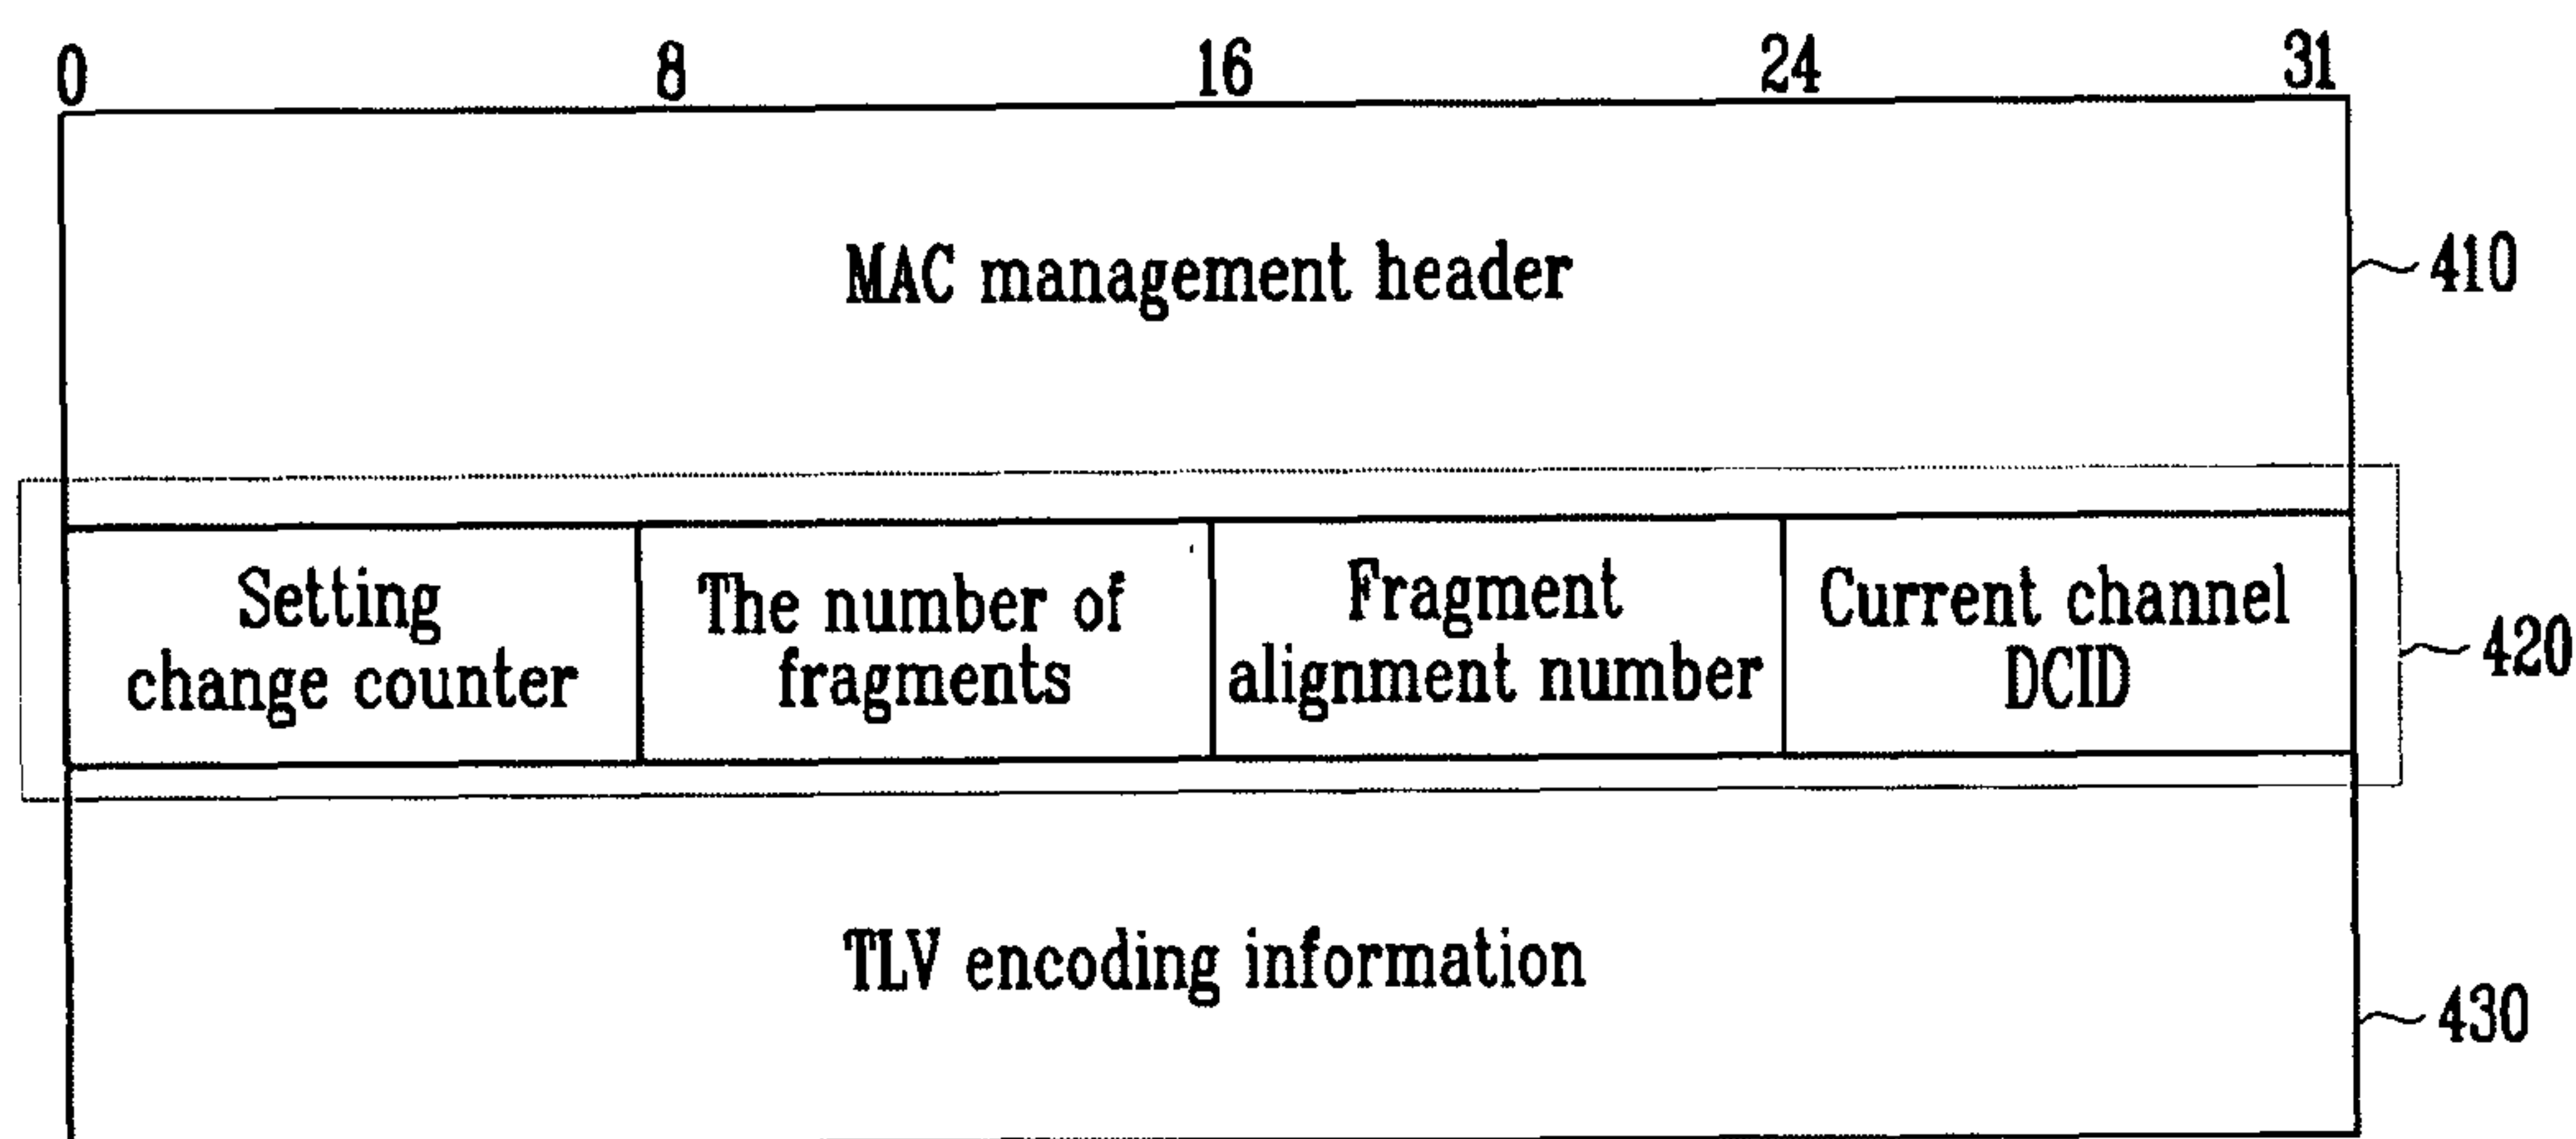 0 8 16 24 31
MAC management header
410
Setting
change counter
The number of
fragments
Fragment
alignment number
Current channel
DCID
420
TLV encoding information
430